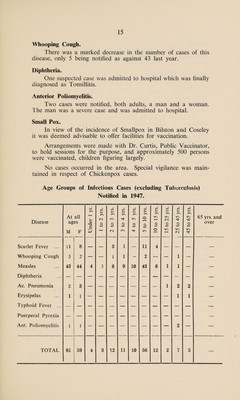 15
Whooping Cough.
There was a marked decrease in the number of cases of this
disease, only 5 being notified as against 43 last year.
Diphtheria.
One suspected case was admitted to hospital which was finally
diagnosed as Tonsillitis.
Anterior Poliomyelitis.
Two cases were notified, both adults, a man and a woman.
The man was a severe case and was admitted to hospital.
Small Pox.
In view of the incidence of Smallpox in Bilston and Coseley
it was deemed advisable to offer facilities for vaccination.
Arrangements were made with Dr. Curtis, Public Vaccinator,
to hold sessions for the purpose, and approximately 500 persons
were vaccinated, children figuring largely.
No cases occurred in the area. Special vigilance was main-
tained in respect of Chickenpox cases.
Age Groups of Infectious Cases (excluding Tuberculosis)
Notified in 1947.
Disease At all ages M F Under 1 yr. 1 to 2 yrs. 2 to 3 yrs. 3 to 4 yrs. 4 to 5 yrs. 5 to 10 yrs. 10 to 15 yrs. 15 to 25 yrs. 25 to 45 yrs. 45 to 65 yrs. 65 yrs. and over
Scarlet Fever ... 11 8 — — 2 1 — 11 4 — — — —
Whooping Cough 3 2 — — 1 1 — 2 — — 1 — —
Measles ... 43 44 4 3 8 9 10 43 8 1 1 — —
Diphtheria ... — — — — — — — — — — — — —
Ac. Pneumonia 2 3 — — — — — — — 1 2 2 —
Erysipelas ... 1 1 — — — — — — — — 1 1 —
Typhoid Fever ... — — — — — — — — — — — — —
Puerperal Pyrexia — — — — — — — — — — — — —
Ant. Poliomyelitis 1 1 — — — — — — — — 2 — —
TOTAL 61 59 4 3 12 11 10 56 12 2 7 3 —